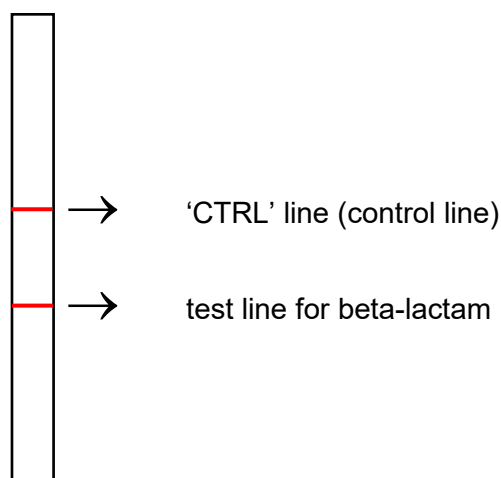 ‘CTRL’ line (control line)
test line for beta-lactam